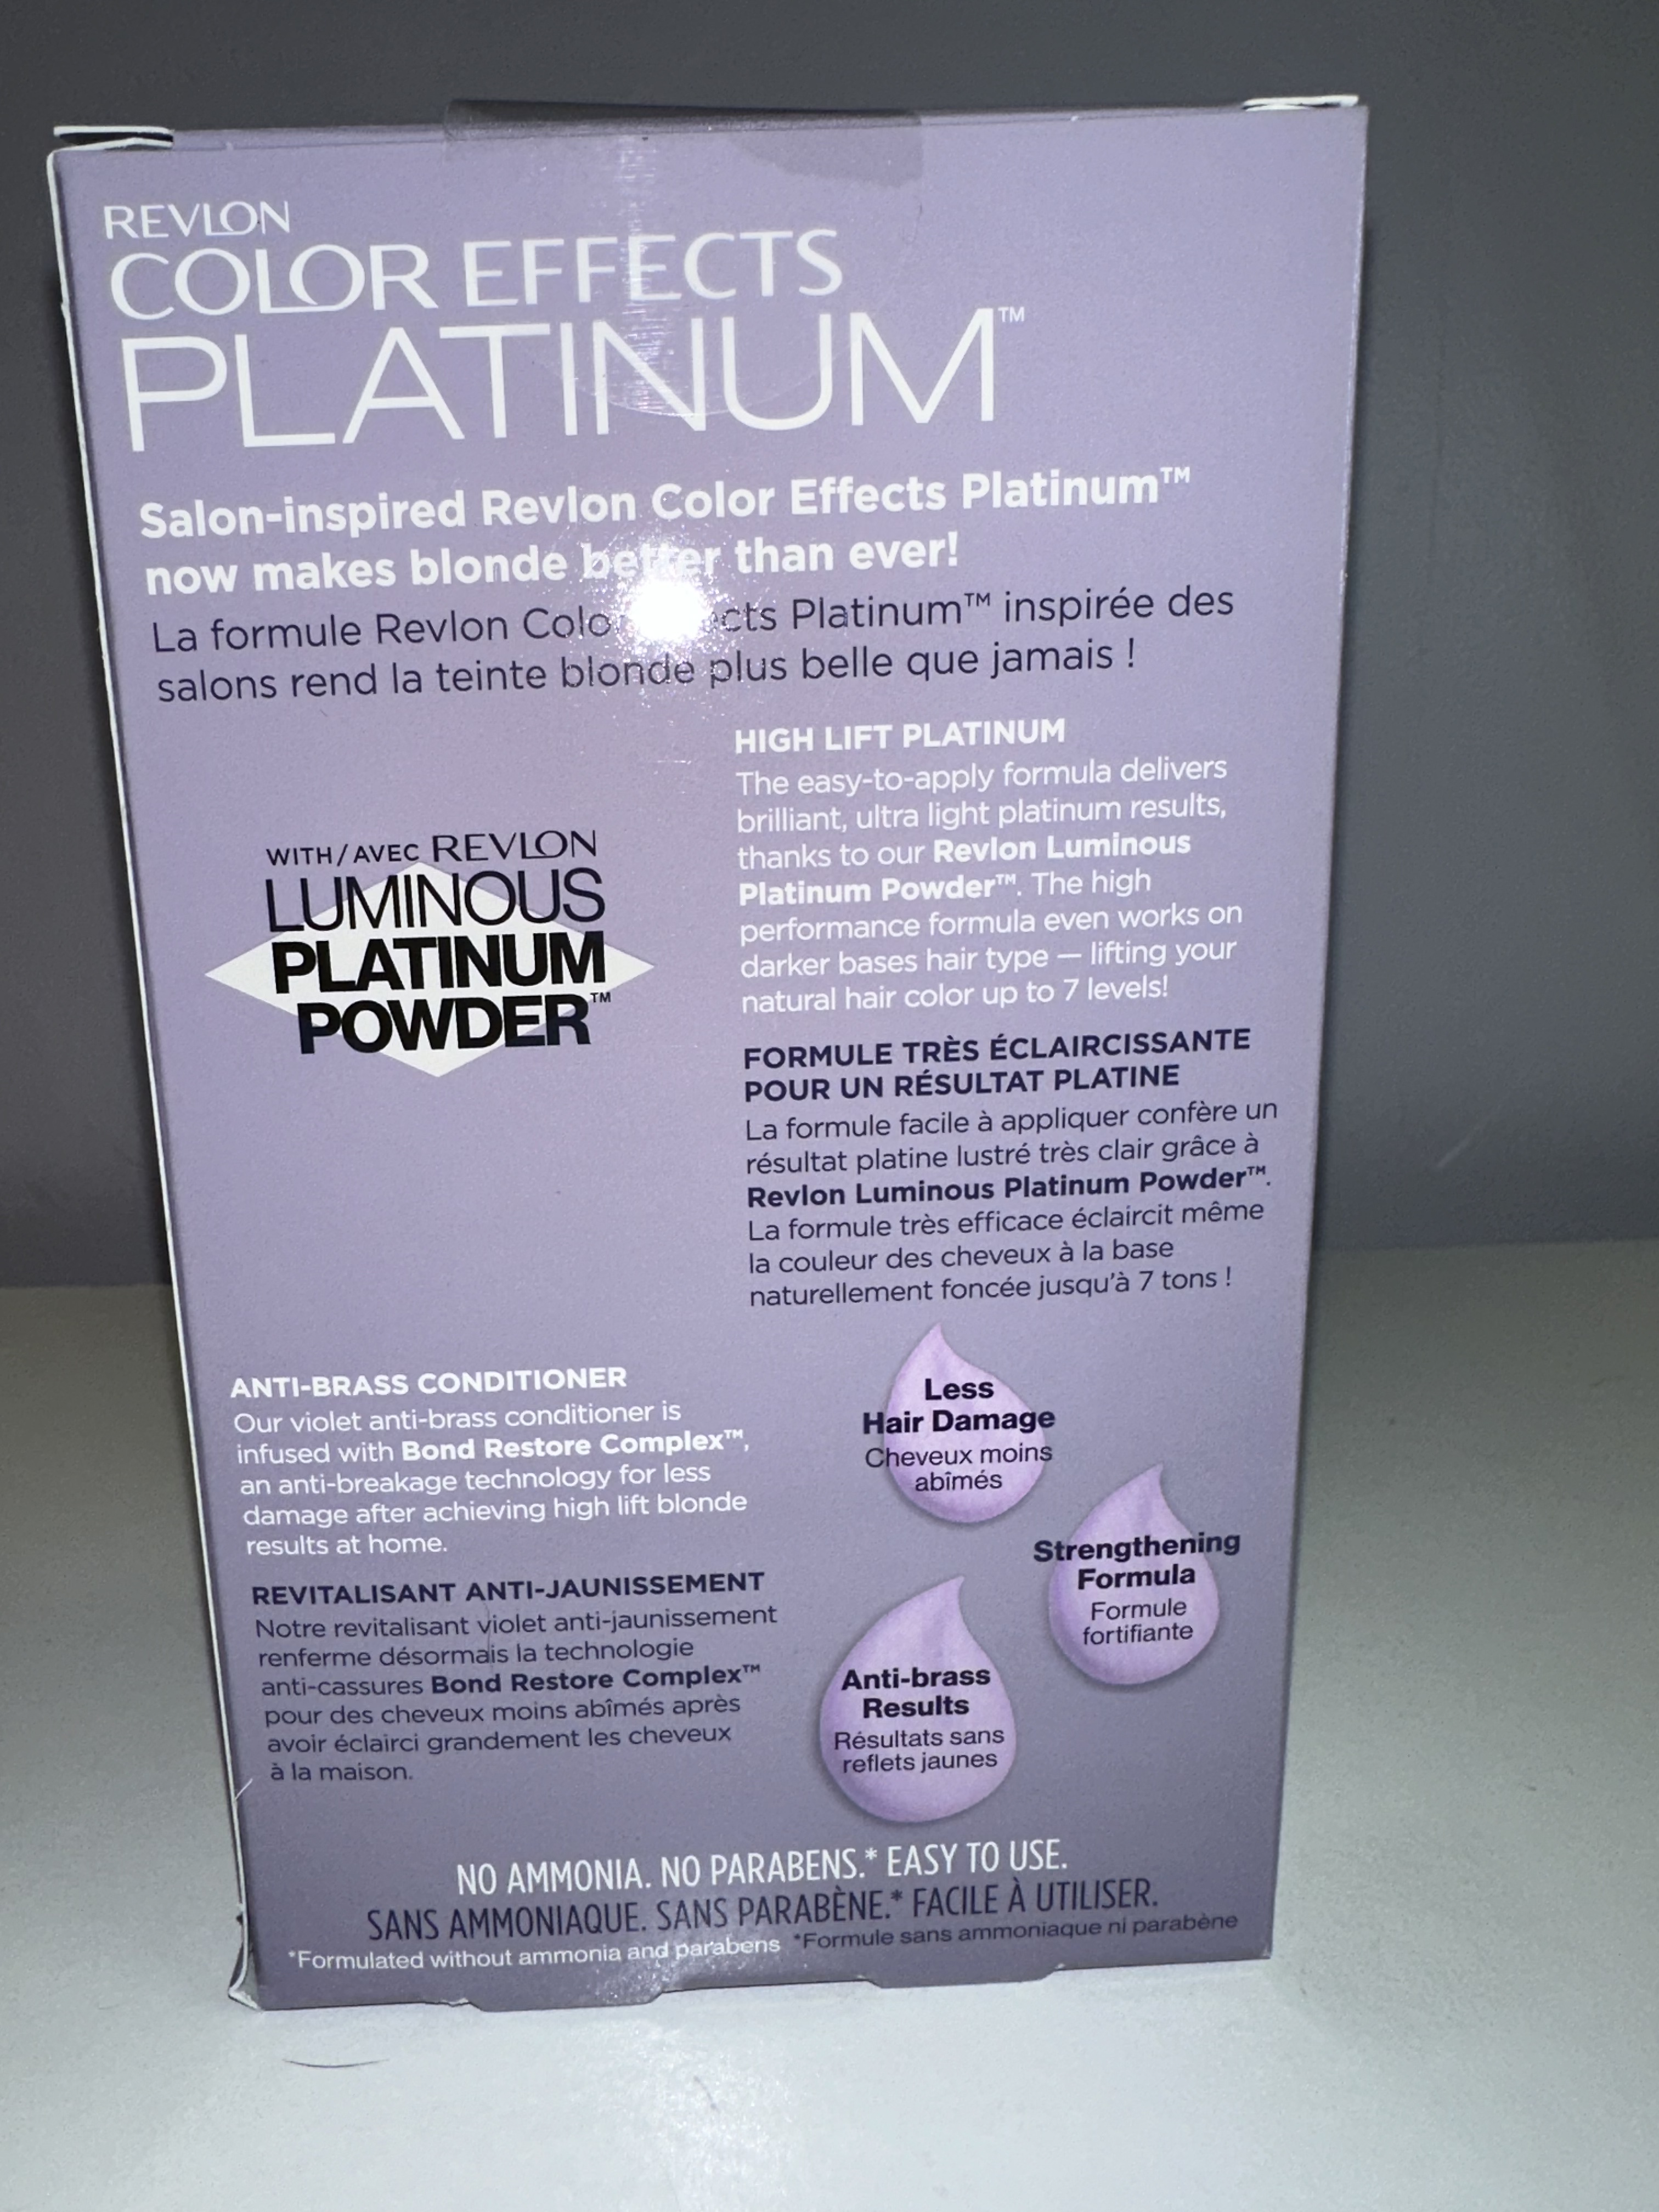 REVLON
COLOR EFFECTS
PLATINUM™
Salon-inspired Revlon Color Effects Platinum™
now makes blonde better than ever!
La formule Revlon Platinum™ inspirée des
salons rend la teinte blonde plus belle que jamais !
WITH/AVEC REVLON
LUMINOUS
PLATINUM
POWDER™
HIGH LIFT PLATINUM
The easy-to-apply formula delivers
brilliant, ultra light platinum results,
thanks to our Revlon Luminous
Platinum Powder™. The high
performance formula even works on
darker bases hair type — lifting your
natural hair color up to 7 levels!
FORMULE TRÈS ÉCLAIRCISSANTE
POUR UN RÉSULTAT PLATINE
La formule facile à appliquer confère un
résultat platine lustré très clair grâce à
Revlon Luminous Platinum Powder™.
La formule très efficace éclaircit même
la couleur des cheveux à la base
naturellement foncée jusqu'à 7 tons !
ANTI-BRASS CONDITIONER
Our violet anti-brass conditioner is
infused with Bond Restore Complex™,
an anti-breakage technology for less
damage after achieving high lift blonde
results at home.
REVITALISANT ANTI-JAUNISSEMENT
Notre revitalisant violet anti-jaunissement
renferme désormais la technologie
anti-cassures Bond Restore Complex™
pour des cheveux moins abîmés après
avoir éclairci grandement les cheveux
à la maison.
Less
Hair Damage
Cheveux moins
abîmés
Strengthening
Formula
Formule
fortifiante
Anti-brass
Results
Résultats sans
reflets jaunes
NO AMMONIA. NO PARABENS.* EASY TO USE.
SANS AMMONIAQUE. SANS PARABÈNE.* FACILE À UTILISER.
*Formulated without ammonia and parabens *Formule sans ammoniaque ni parabène